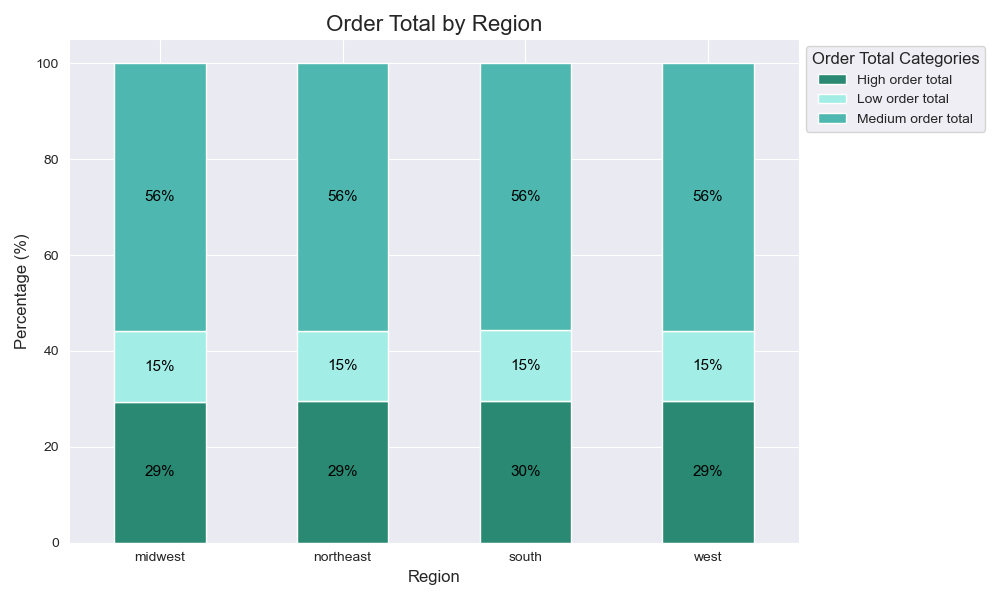 Order Total by Region
Order Total Categories
High order total
Low order total
Medium order total
Percentage (%)
100
80
60
40
20
0
56% 56% 56% 56%
15% 15% 15% 15%
29% 29% 30% 29%
midwest northeast south west
Region